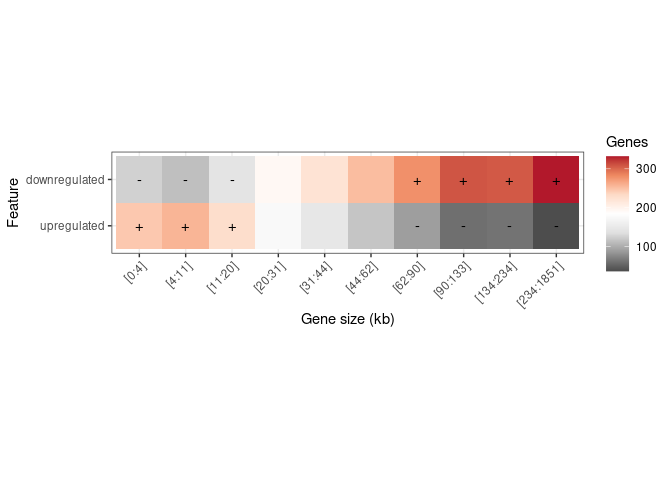 Genes
300
200
100
Feature
downregulated - - - + + + +
upregulated + + + - - - -
[0:4] [4:11] [11:20] [20:31] [31:44] [44:62] [62:90] [90:133] [134:234] [234:1851]
Gene size (kb)